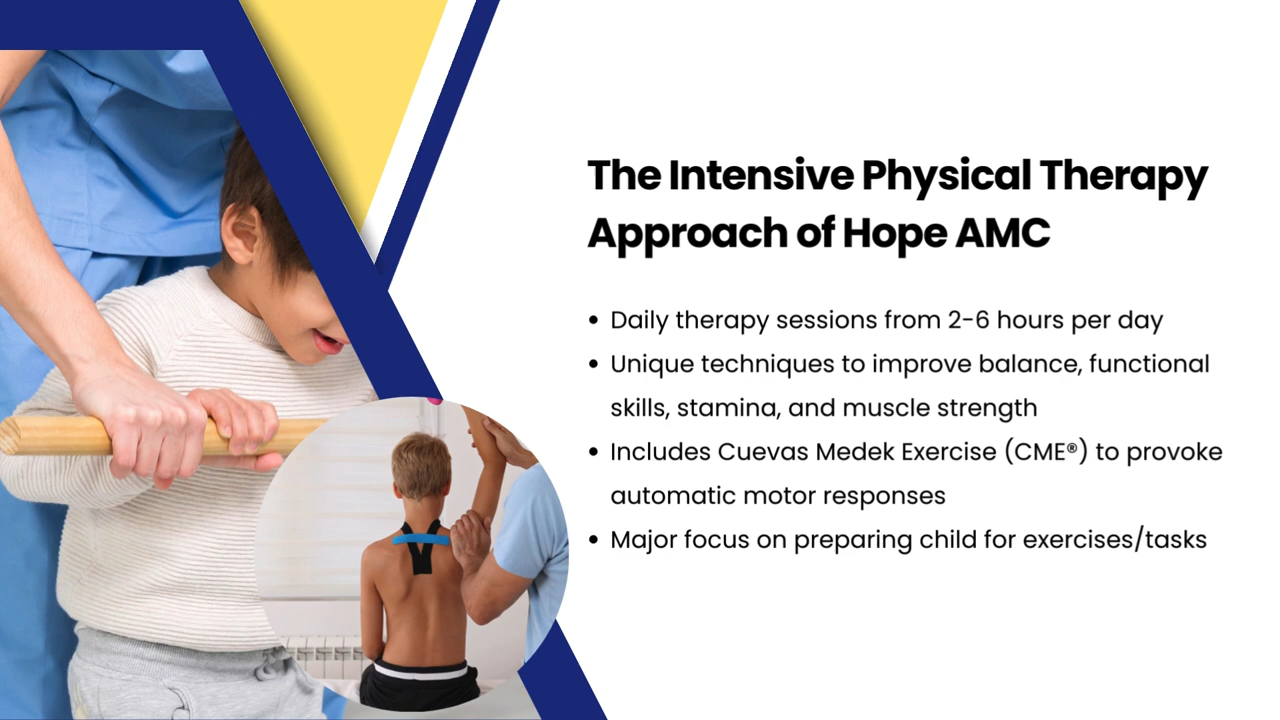 The Intensive Physical Therapy
Approach of Hope AMC
• Daily therapy sessions from 2-6 hours per day
• Unique techniques to improve balance, functional
skills, stamina, and muscle strength
• Includes Cuevas Medek Exercise (CME®) to provoke
automatic motor responses
• Major focus on preparing child for exercises/tasks